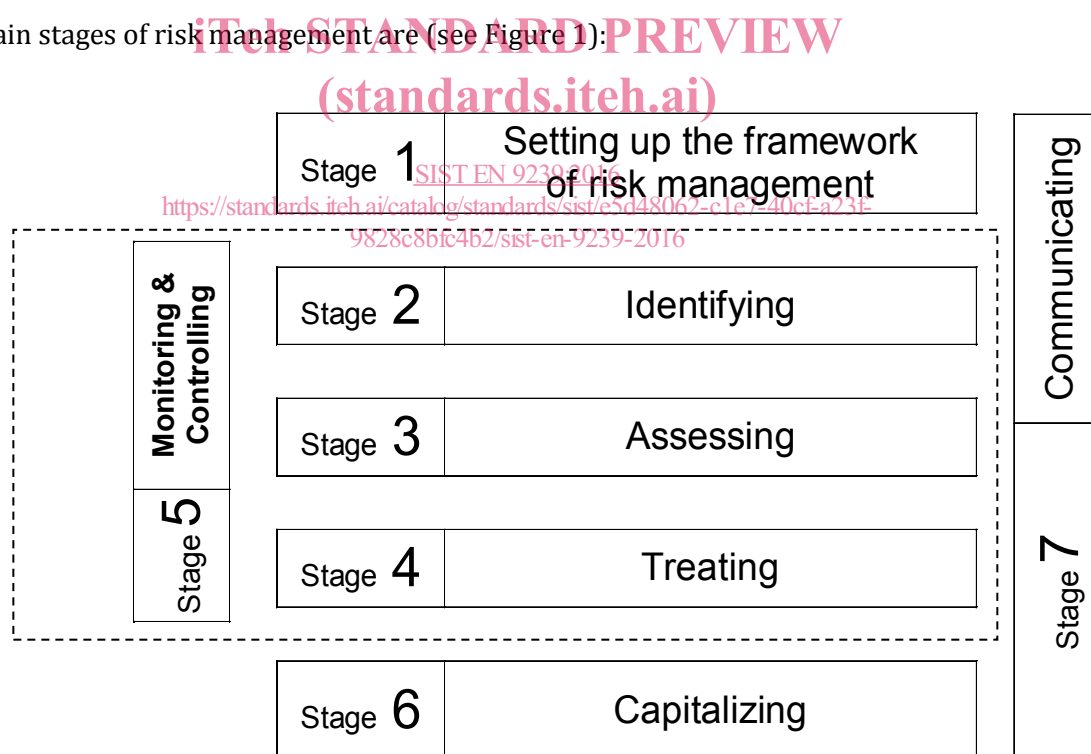 ain stages of risk management are (see Figure 1):
iTeh STANDARD PREVIEW
(standards.iteh.ai)
Stage 1
Setting up the framework
of risk management
SIST EN 9239:2016
https://standards.iteh.ai/catalog/standards/sist/e5d48062-c1e7-40cf-a23f-
9828c8bfc4b2/sist-en-9239-2016
Monitoring &
Controlling
Stage 5
Stage 2
Identifying
Stage 3
Assessing
Stage 4
Treating
Stage 6
Capitalizing
Communicating
Stage 7